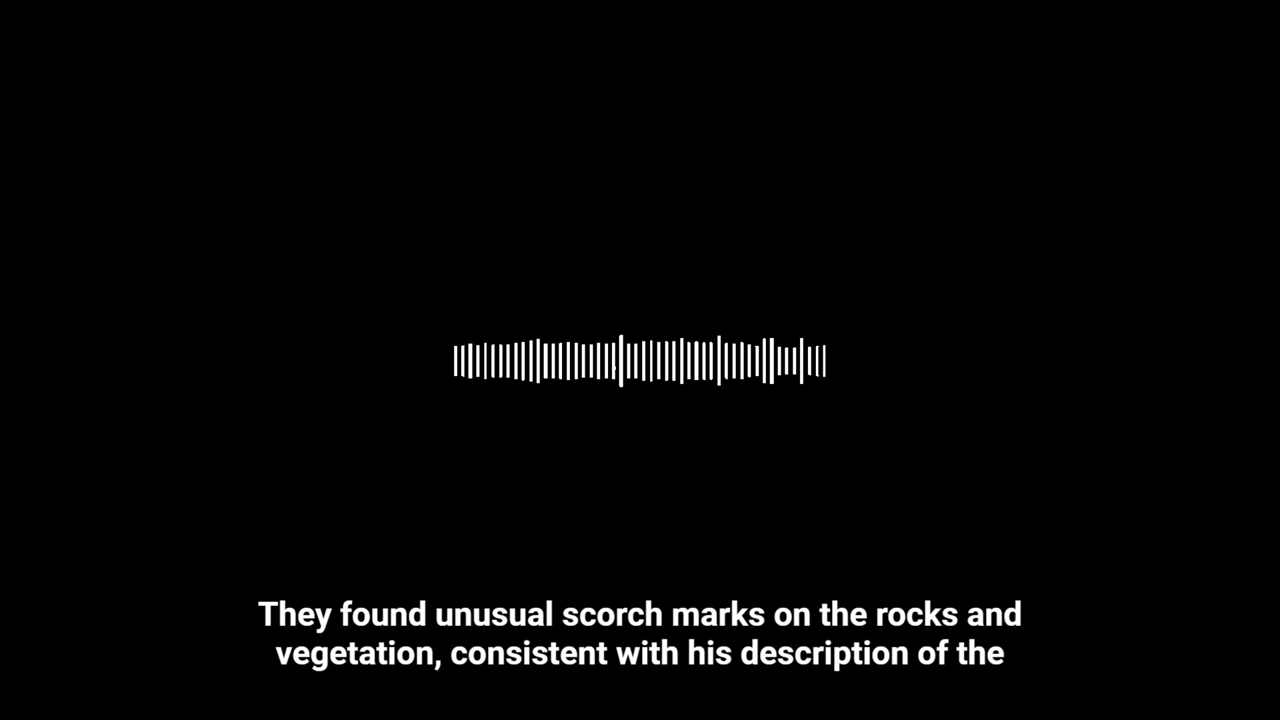 They found unusual scorch marks on the rocks and
vegetation, consistent with his description of the